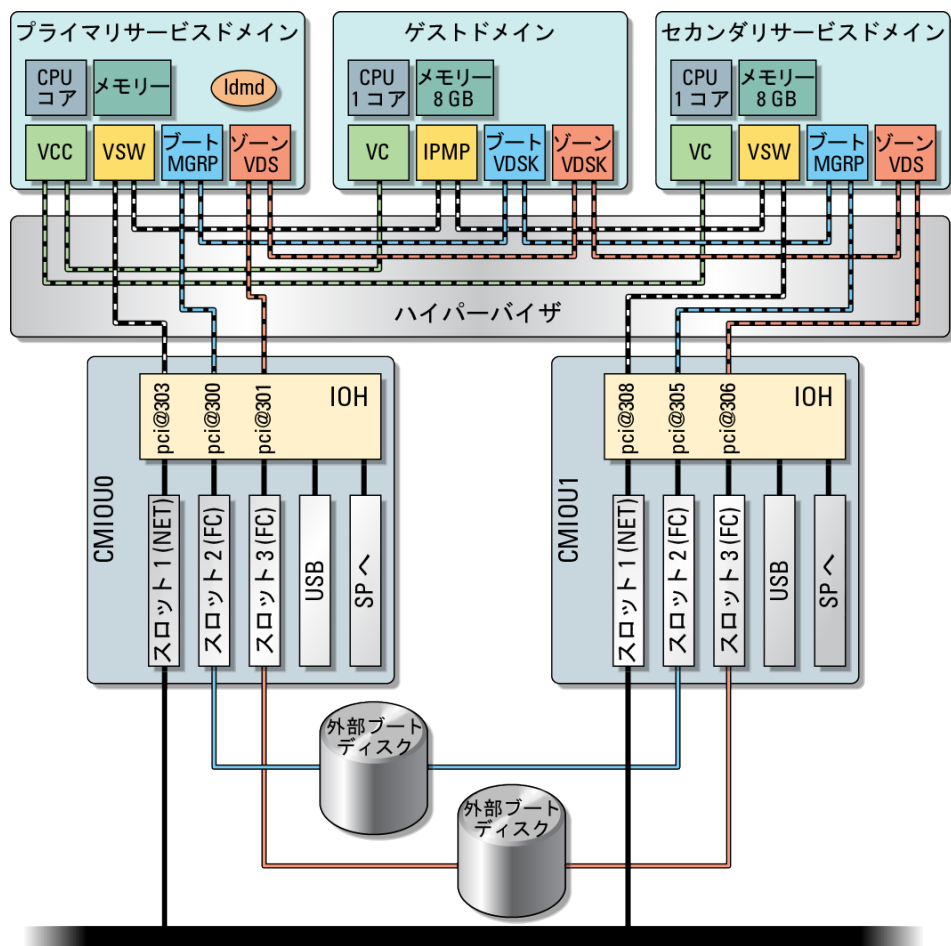 プライマリサービスドメイン
CPU
コア
メモリー
ldmd
VCC
VSW
ブート
MGRP
ゾーン
VDS
ゲストドメイン
CPU
1 コア
メモリー
8 GB
VC
IPMP
ブート
VDSK
ゾーン
VDSK
セカンダリサービスドメイン
CPU
1 コア
メモリー
8 GB
VC
VSW
ブート
MGRP
ゾーン
VDS
ハイパーバイザ
CMIOU0
pci@303
pci@300
pci@301
IOH
スロット 1 (NET)
スロット 2 (FC)
スロット 3 (FC)
USB
SP へ
CMIOU1
pci@308
pci@305
pci@306
IOH
スロット 1 (NET)
スロット 2 (FC)
スロット 3 (FC)
USB
SP へ
外部ブート
ディスク
外部ブート
ディスク